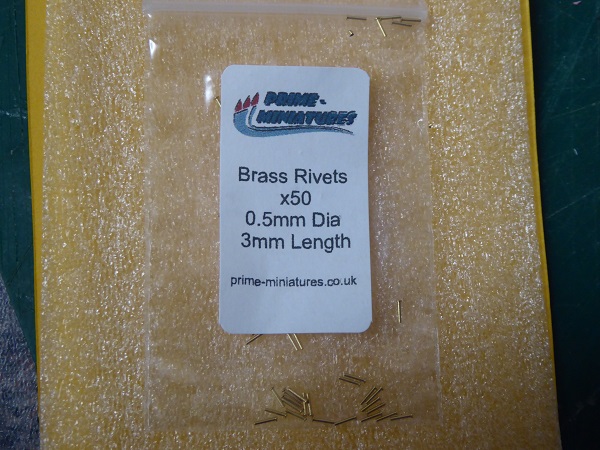 PRIME-
MINIATURES
Brass Rivets
x50
0.5mm Dia
3mm Length
prime-miniatures.co.uk